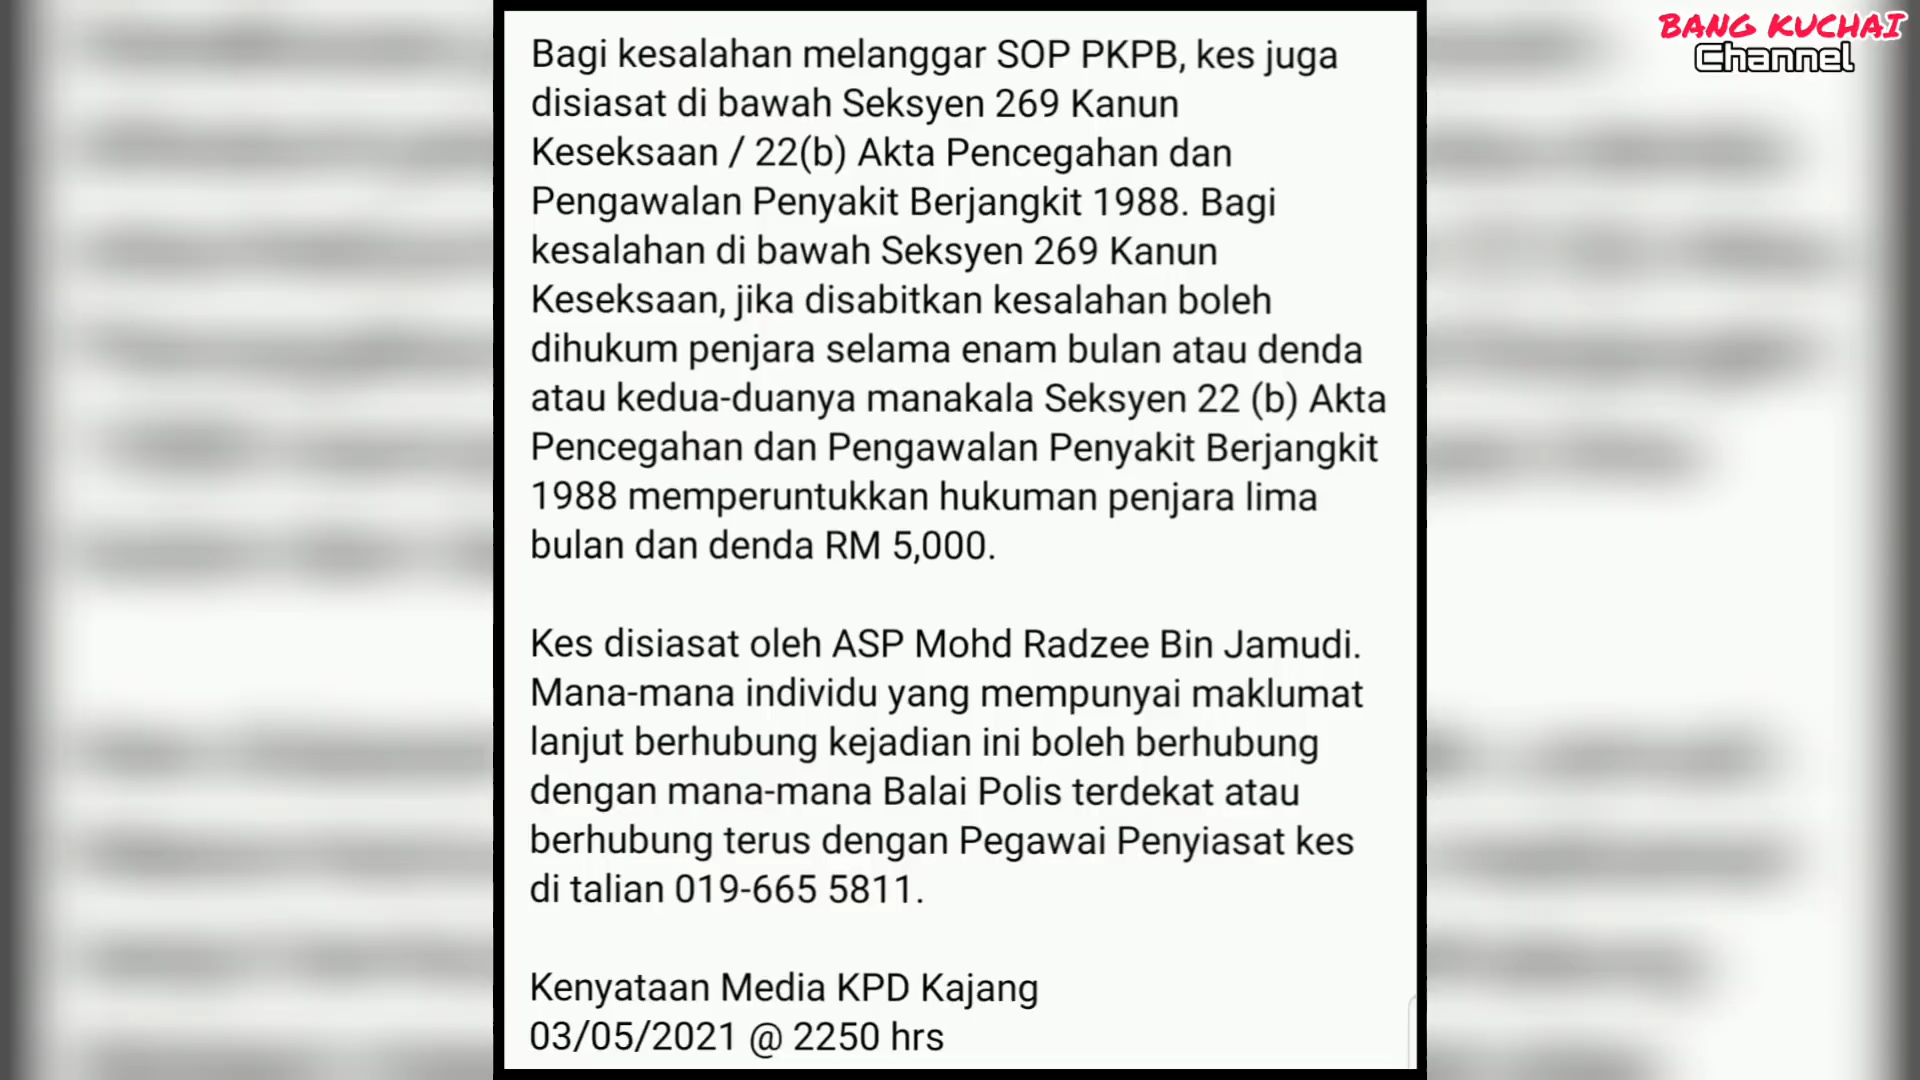 BANG KUCHAI
Channel
Bagi kesalahan melanggar SOP PKPB, kes juga
disiasat di bawah Seksyen 269 Kanun
Keseksaan / 22(b) Akta Pencegahan dan
Pengawalan Penyakit Berjangkit 1988. Bagi
kesalahan di bawah Seksyen 269 Kanun
Keseksaan, jika disabitkan kesalahan boleh
dihukum penjara selama enam bulan atau denda
atau kedua-duanya manakala Seksyen 22 (b) Akta
Pencegahan dan Pengawalan Penyakit Berjangkit
1988 memperuntukkan hukuman penjara lima
bulan dan denda RM 5,000.
Kes disiasat oleh ASP Mohd Radzee Bin Jamudi.
Mana-mana individu yang mempunyai maklumat
lanjut berhubung kejadian ini boleh berhubung
dengan mana-mana Balai Polis terdekat atau
berhubung terus dengan Pegawai Penyiasat kes
di talian 019-665 5811.
Kenyataan Media KPD Kajang
03/05/2021 @ 2250 hrs